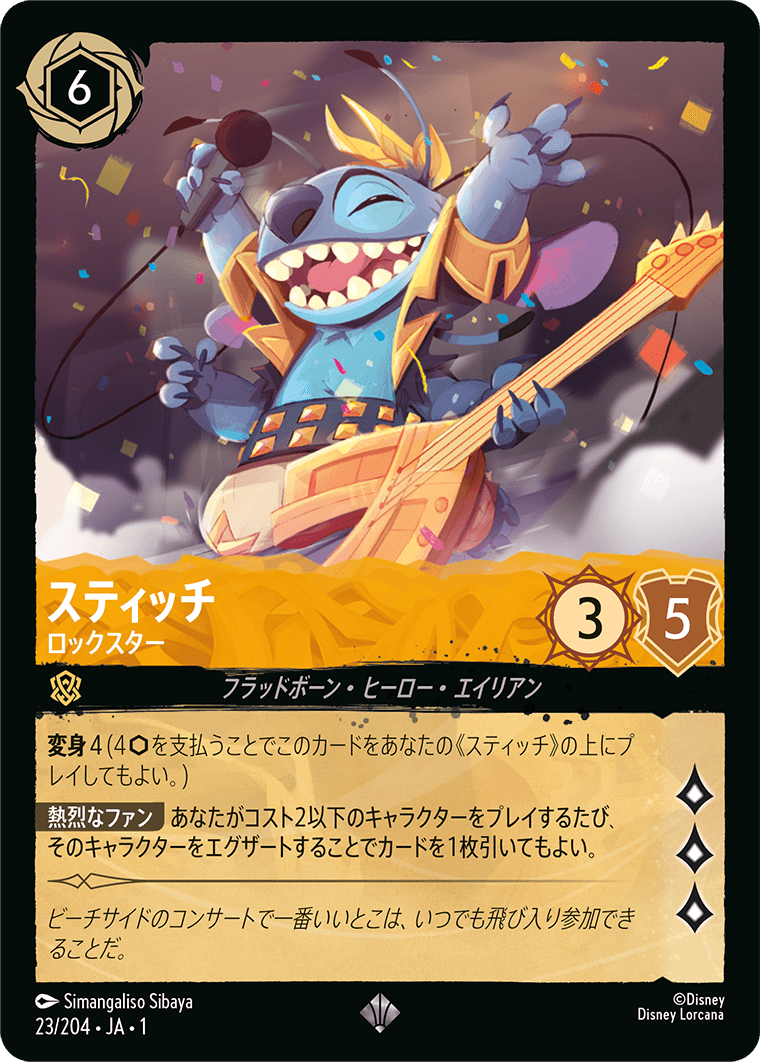 6
スティッチ
ロックスター
3
5
フラッドボーン・ヒーロー・エイリアン
変身 4 (4⬡を支払うことでこのカードをあなたの《スティッチ》の上にプ
レイしてもよい。)
熱烈なファン あなたがコスト2以下のキャラクターをプレイするたび、
そのキャラクターをエグザートすることでカードを1枚引いてもよい。
ビーチサイドのコンサートで一番いいとこは、いつでも飛び入り参加でき
ることだ。
Simangaliso Sibaya
©Disney
23/204 • JA • 1
Disney Lorcana